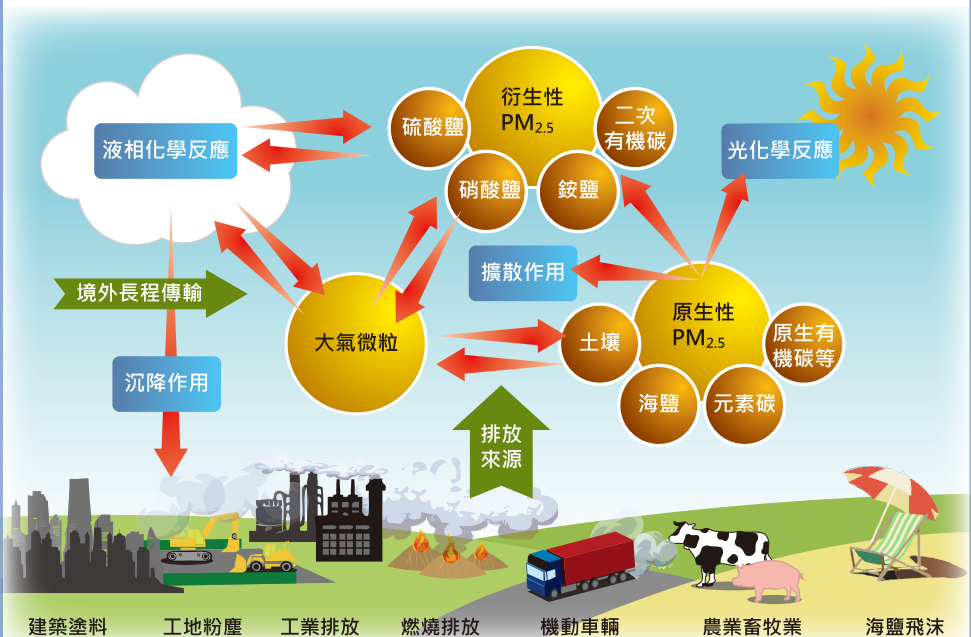 衍生性
PM2.5
硫酸鹽
二次
有機碳
硝酸鹽
銨鹽
液相化學反應
光化學反應
擴散作用
境外長程傳輸
大氣微粒
原生性
PM2.5
土壤
原生有
機碳等
海鹽
元素碳
沉降作用
排放
來源
建築塗料
工地粉塵
工業排放
燃燒排放
機動車輛
農業畜牧業
海鹽飛沫